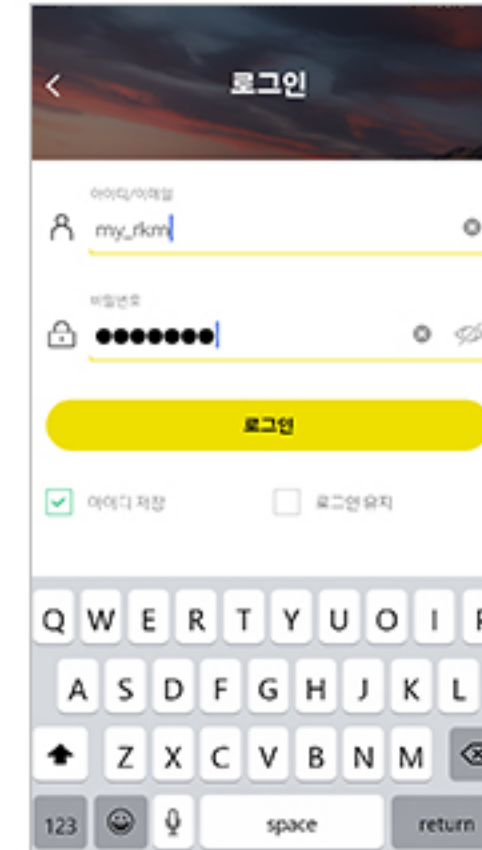 로그인
아이디/이메일
my_rkm
비밀번호
●●●●●●●
로그인
아이디 저장 로그인 유지
Q W E R T Y U O I P
A S D F G H J K L
Z X C V B N M
123 space return